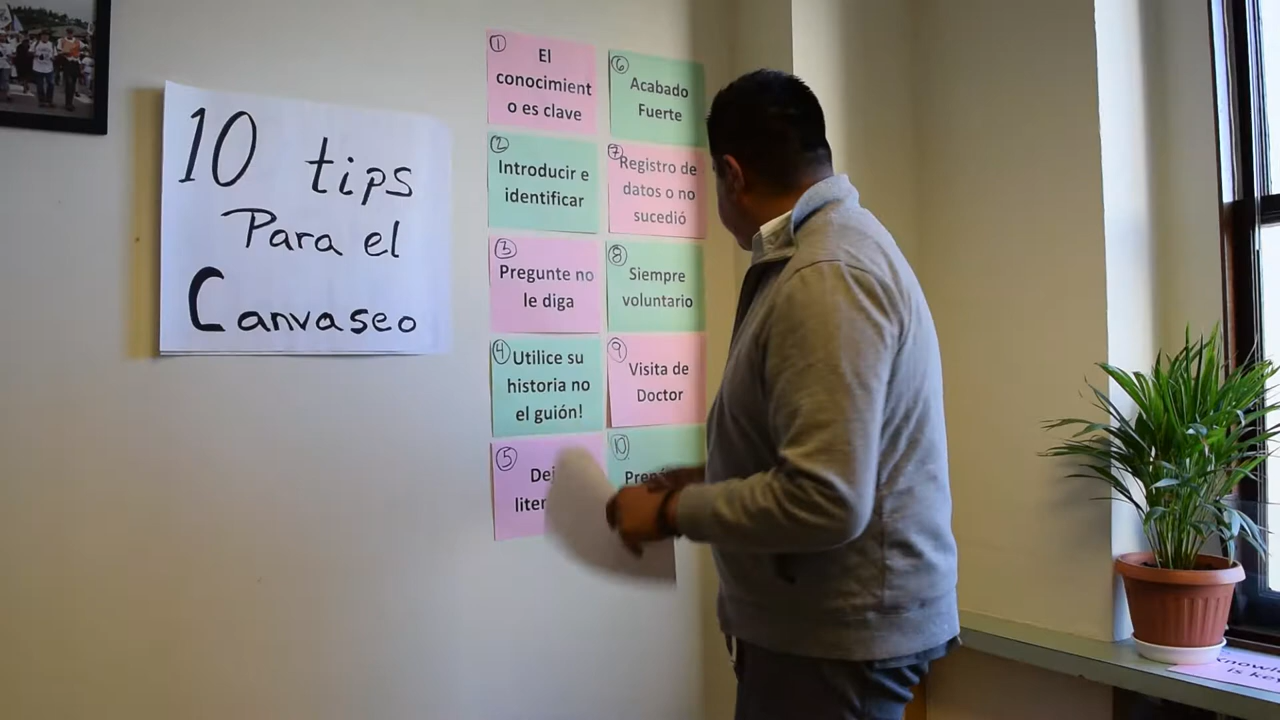 10 tips
Para el
Canvaseo
1
El
conocimient
o es clave
2
Introducir e
identificar
3
Pregunte no
le diga
4
Utilice su
historia no
el guión!
5
6
Acabado
Fuerte
7
Registro de
datos o no
sucedió
8
Siempre
voluntario
9
Visita de
Doctor
10
is